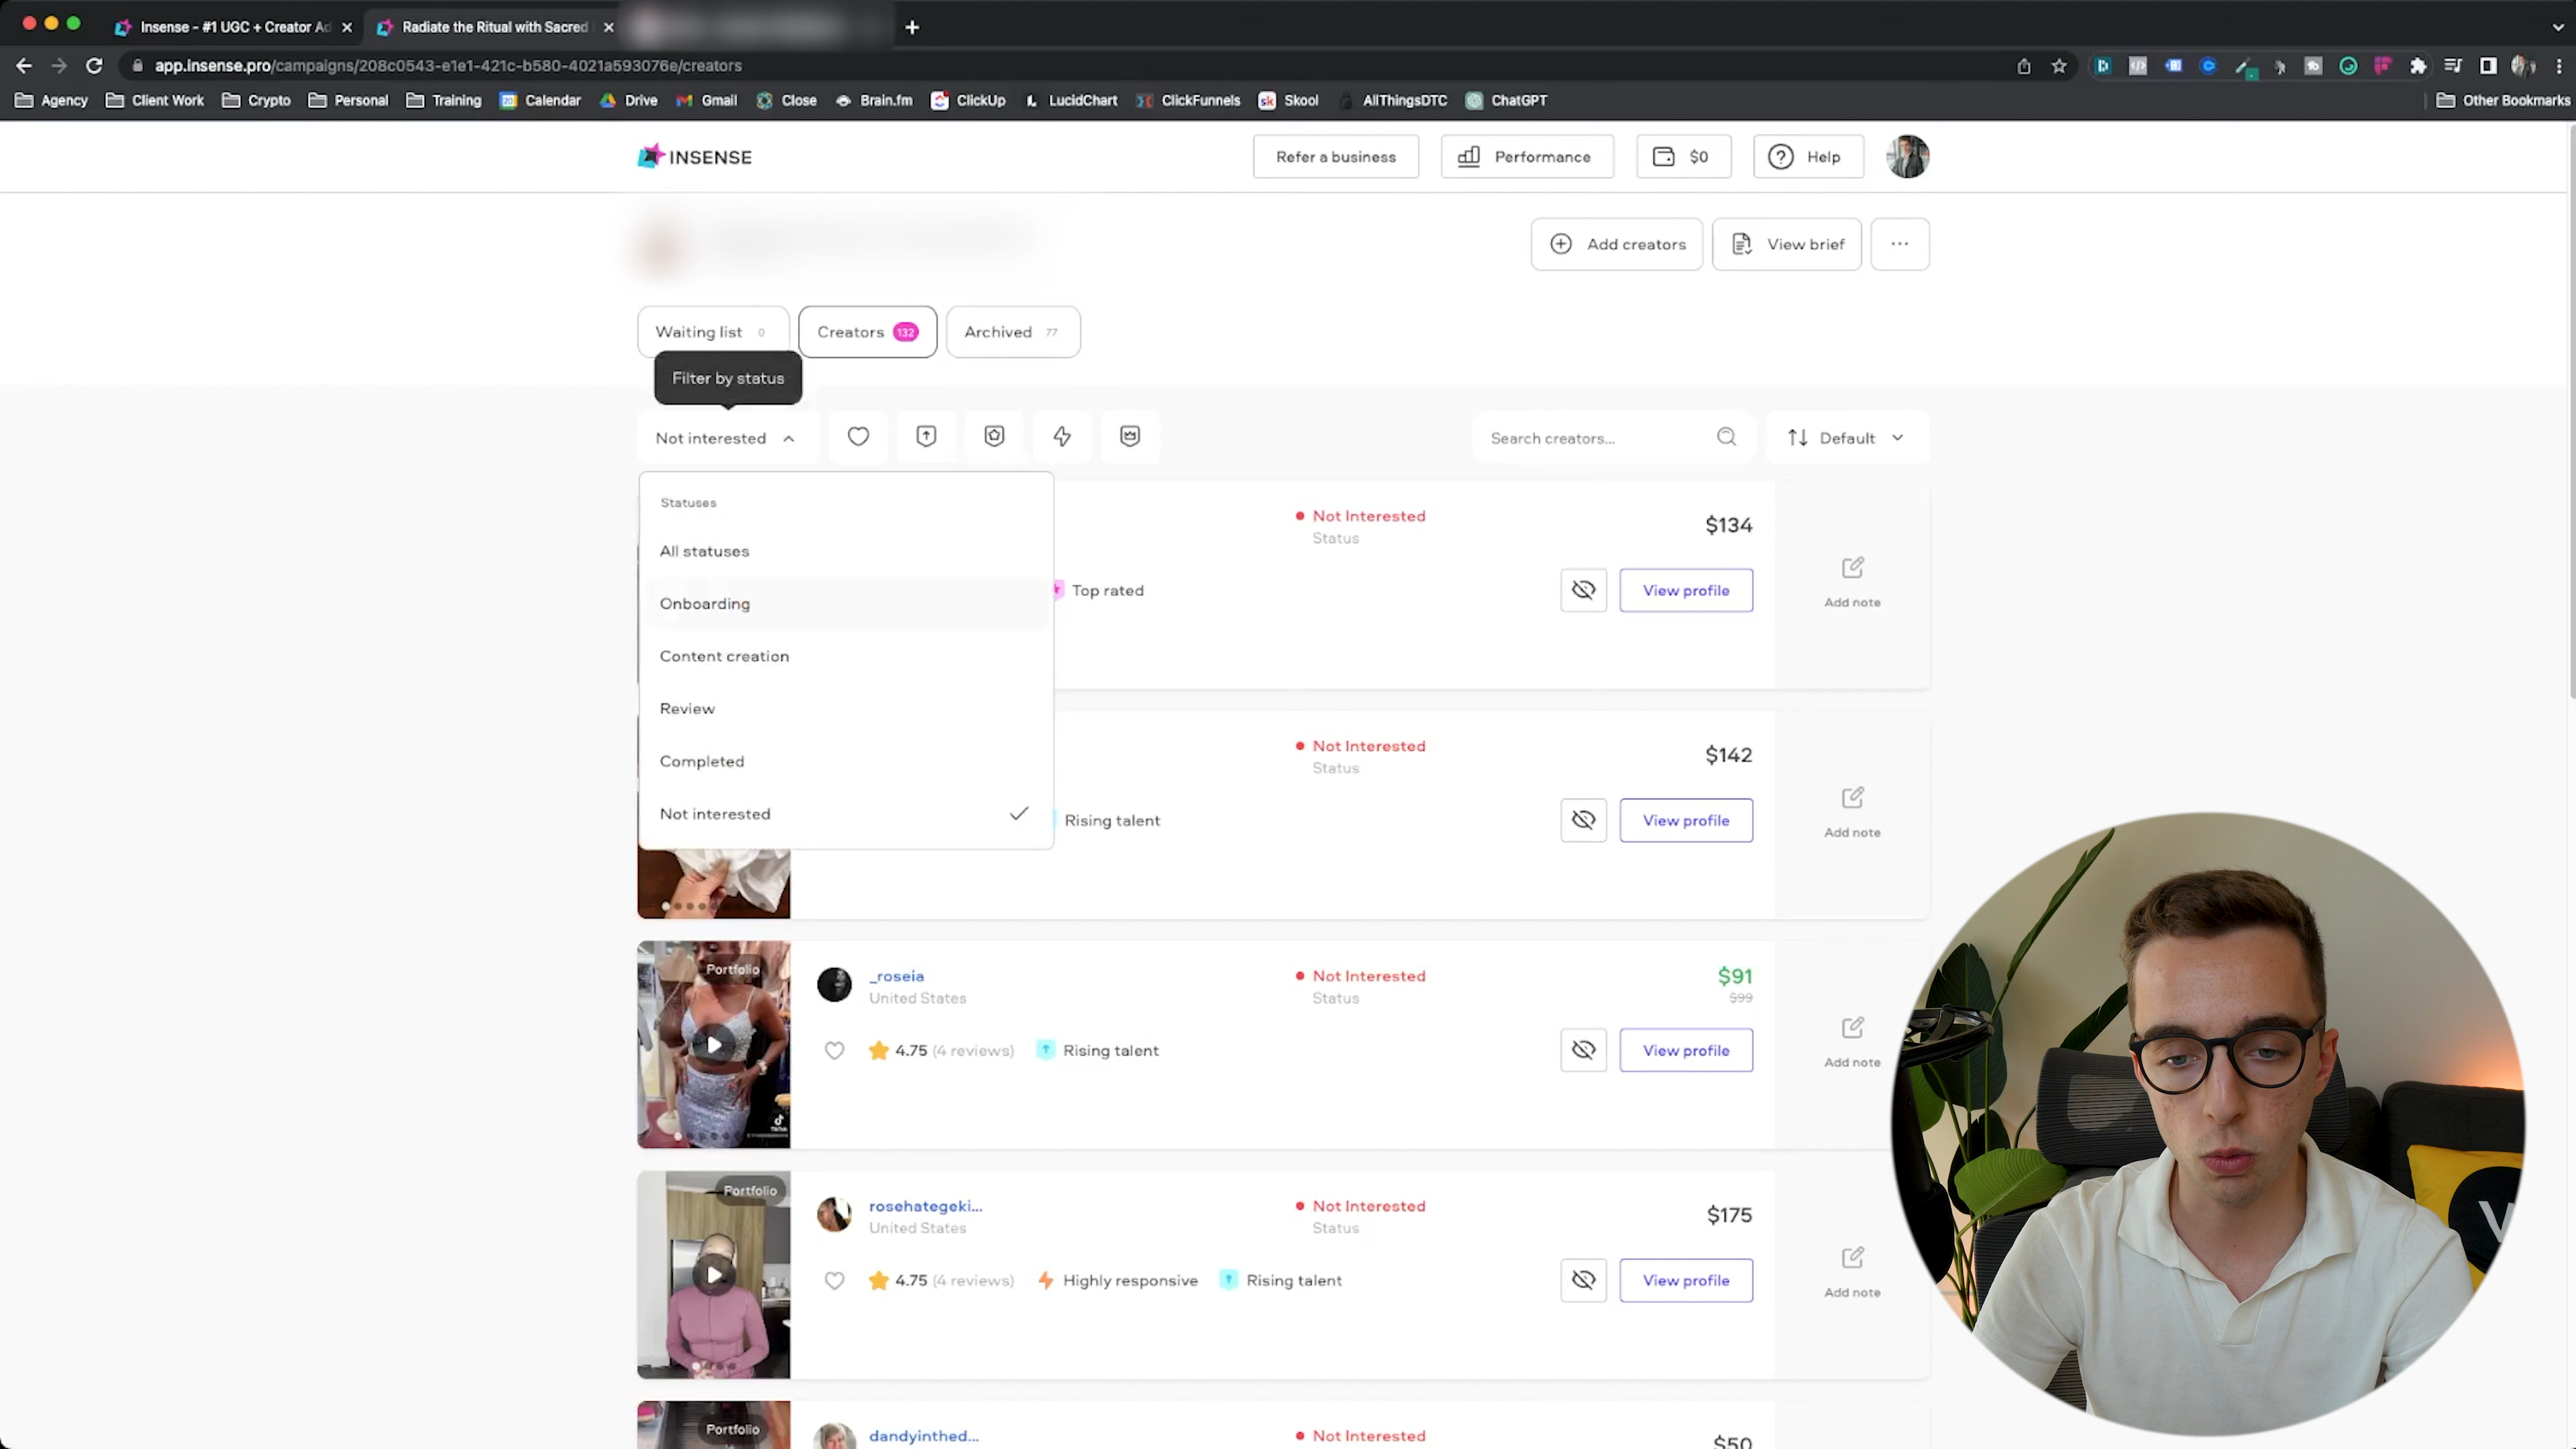 Insense - #1 UGC + Creator Ad
Radiate the Ritual with Sacred
app.insense.pro/campaigns/208c0543-e1e1-421c-b580-4021a593076e/creators
Agency
Client Work
Crypto
Personal
Training
Calendar
Drive
Gmail
Close
Brain.fm
ClickUp
LucidChart
ClickFunnels
sk Skool
AllThingsDTC
ChatGPT
Other Bookmarks
INSENSE
Refer a business
Performance
$0
Help
Add creators
View brief
Waiting list 0
Creators 132
Archived 77
Filter by status
Not interested
Search creators...
Default
Statuses
All statuses
Onboarding
Content creation
Review
Completed
Not interested
Not Interested
Status
$134
Top rated
View profile
Add note
Not Interested
Status
$142
Rising talent
View profile
Add note
Portfolio
_roseia
United States
Not Interested
Status
$91
$99
4.75 (4 reviews)
Rising talent
View profile
Add note
TikTok
Portfolio
rosehategeki...
United States
Not Interested
Status
$175
4.75 (4 reviews)
Highly responsive
Rising talent
View profile
Add note
Portfolio
dandyinthed...
Not Interested
$50